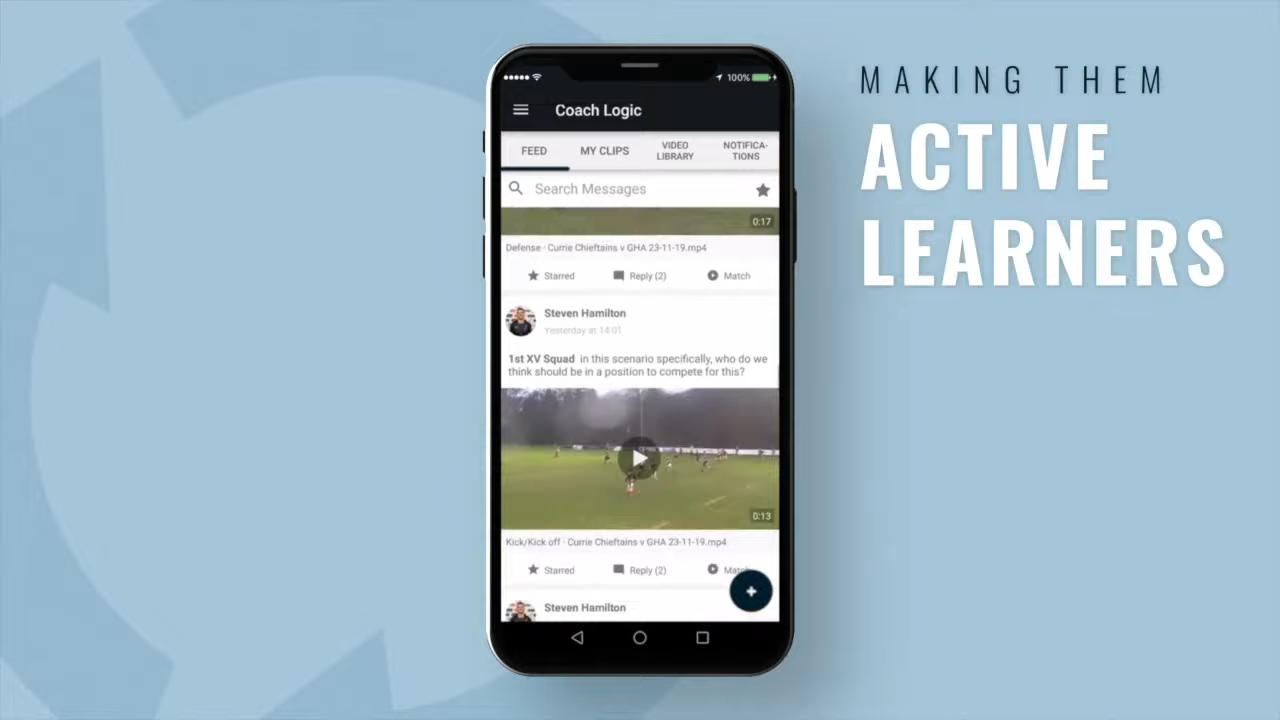 MAKING THEM
ACTIVE
LEARNERS
100%
Coach Logic
FEED
MY CLIPS
VIDEO
LIBRARY
NOTIFICA-
TIONS
Search Messages
0:17
Defense · Currie Chieftains v GHA 23-11-19.mp4
Starred
Reply (2)
Match
Steven Hamilton
Yesterday at 14:01
1st XV Squad in this scenario specifically, who do we
think should be in a position to compete for this?
0:13
Kick/Kick off · Currie Chieftains v GHA 23-11-19.mp4
Starred
Reply (2)
Matc
Steven Hamilton